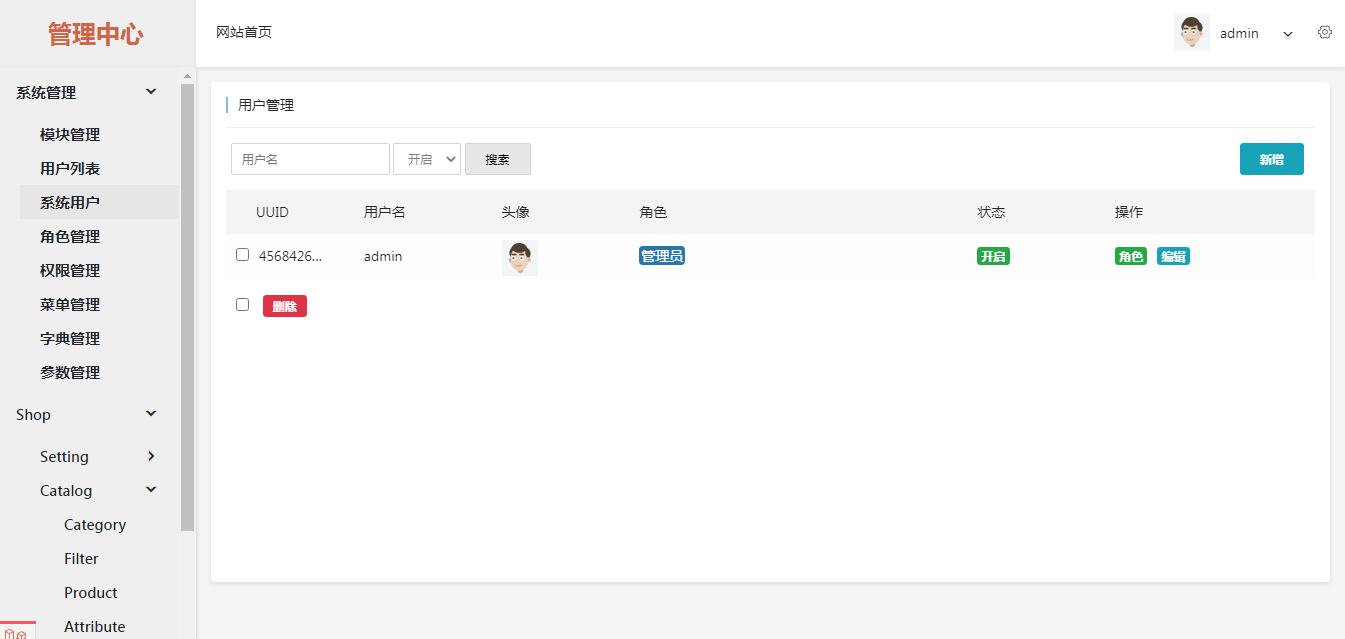 管理中心
网站首页
admin
系统管理
模块管理
用户列表
系统用户
角色管理
权限管理
菜单管理
字典管理
参数管理
Shop
Setting
Catalog
Category
Filter
Product
Attribute
用户管理
用户名 开启 搜索 新增
UUID 用户名 头像 角色 状态 操作
4568426... admin 管理员 开启 角色 编辑
删除